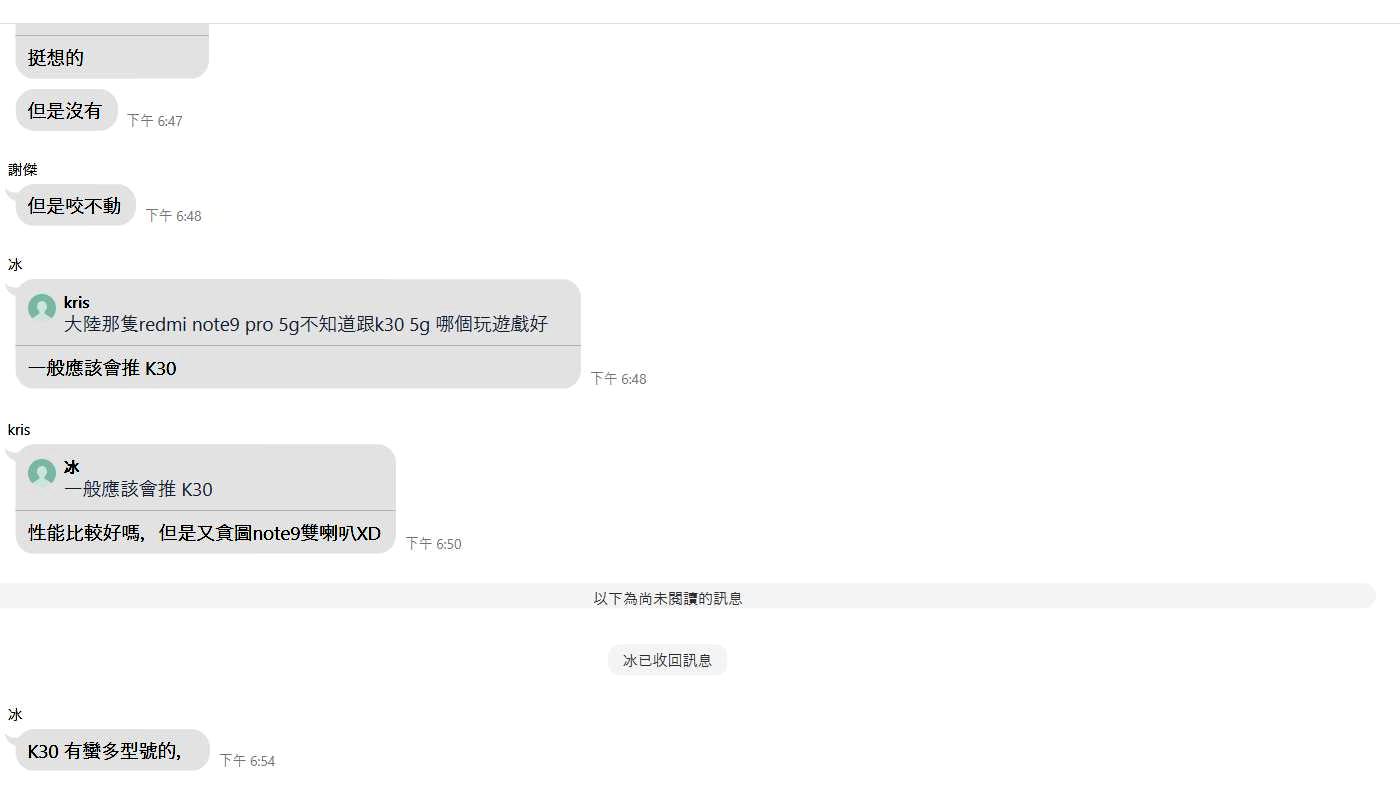 挺想的
但是沒有
下午 6:47
謝傑
但是咬不動
下午 6:48
冰
kris
大陸那隻redmi note9 pro 5g不知道跟k30 5g 哪個玩遊戲好
一般應該會推 K30
下午 6:48
kris
冰
一般應該會推 K30
性能比較好嗎，但是又貪圖note9雙喇叭XD
下午 6:50
以下為尚未閱讀的訊息
冰已收回訊息
冰
K30 有蠻多型號的,
下午 6:54